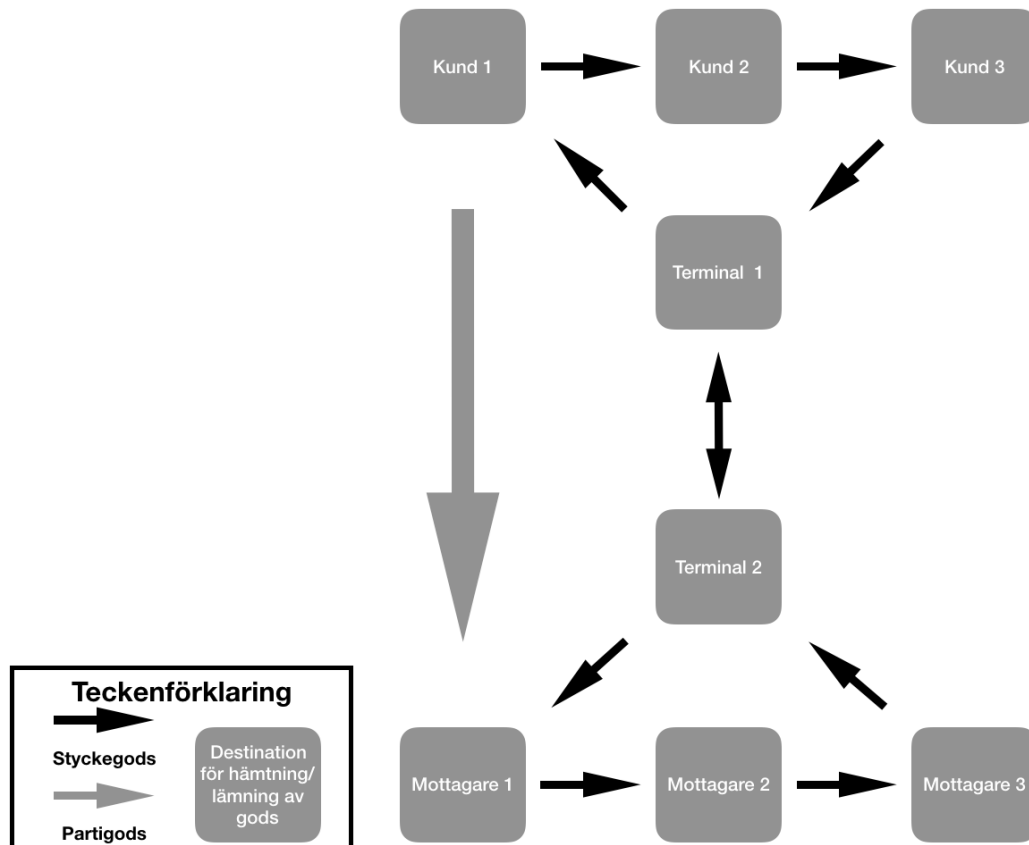 Kund 1
Kund 2
Kund 3
Terminal  1
Terminal 2
Mottagare 1
Mottagare 2
Mottagare 3
Teckenförklaring
Styckegods
Partigods
Destination
för hämtning/
lämning av
gods